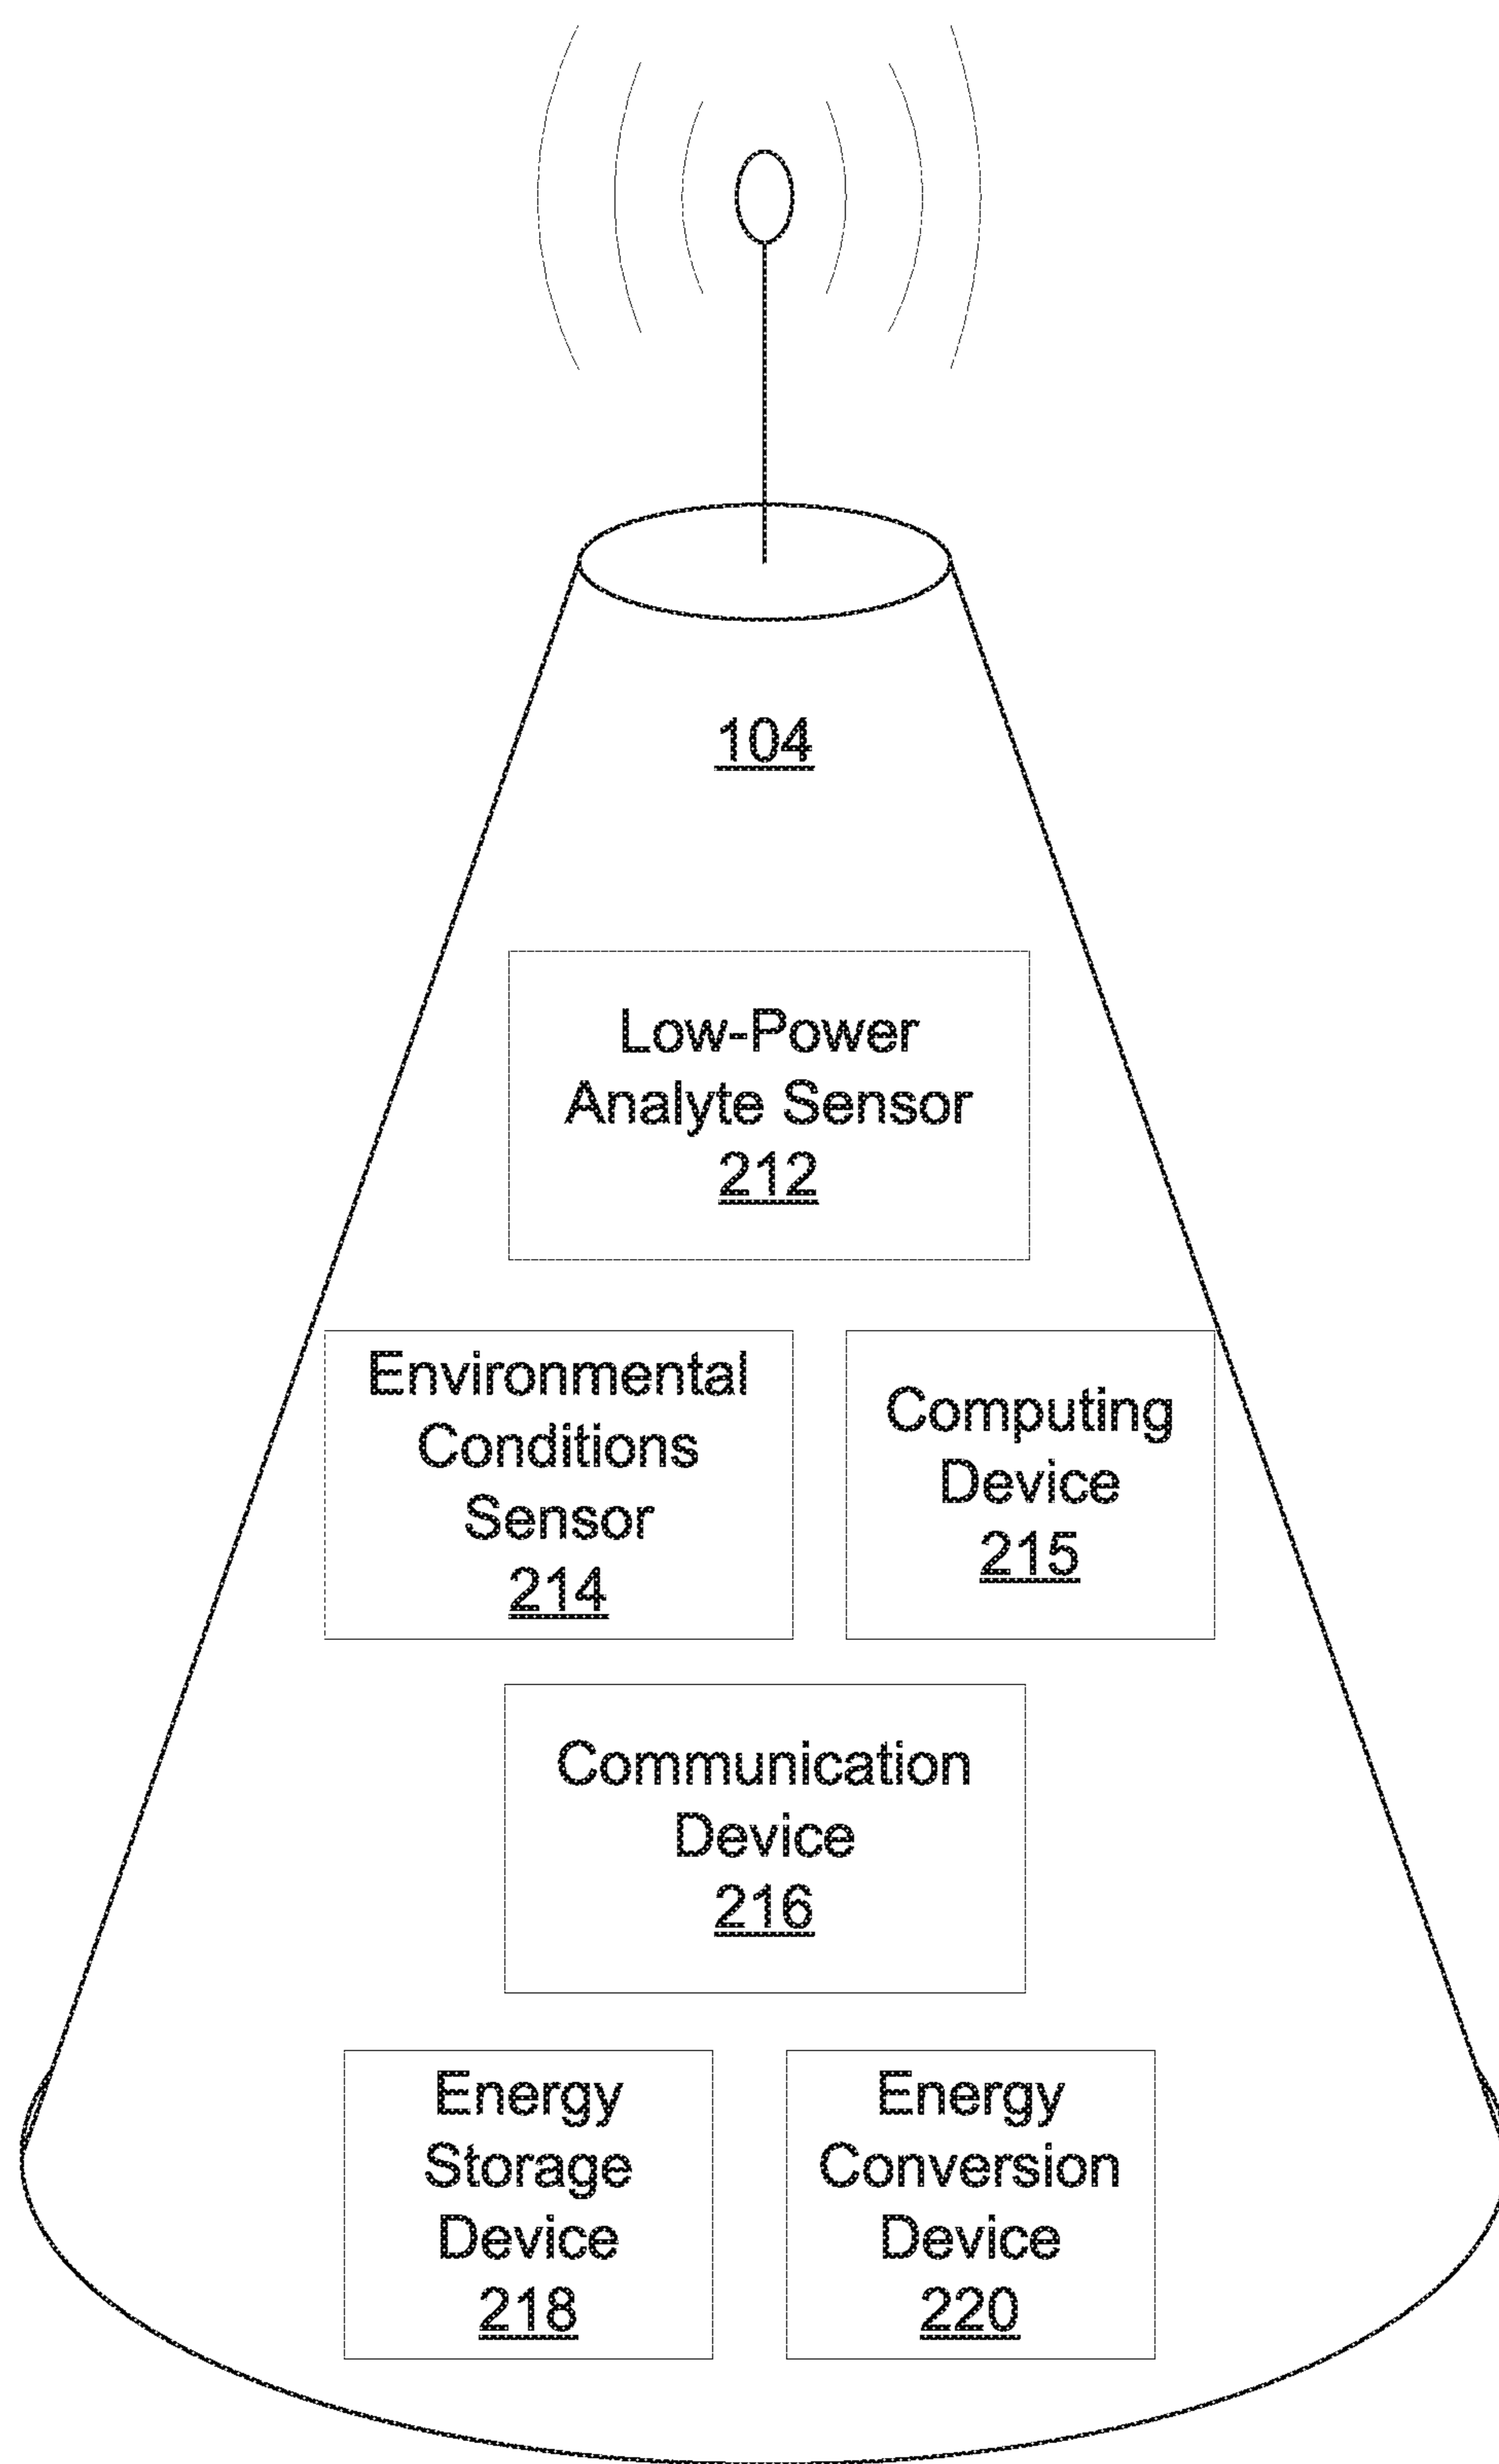 104
Low-Power
Analyte Sensor
212
Environmental
Conditions
Sensor
214
Computing
Device
215
Communication
Device
216
Energy
Storage
Device
218
Energy
Conversion
Device
220